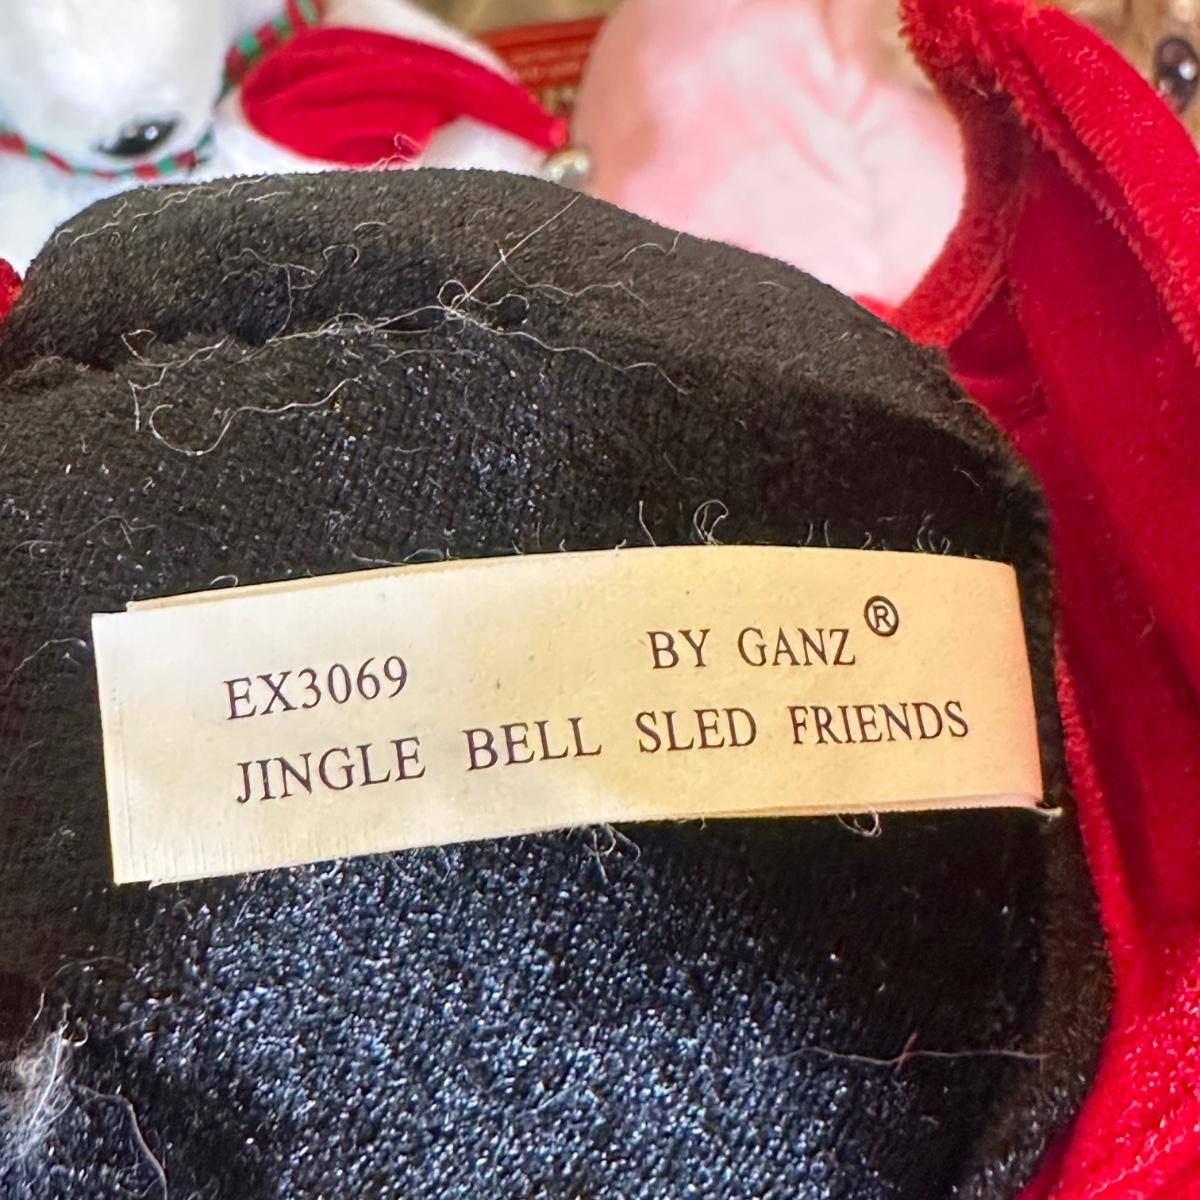 EX3069 BY GANZ®
JINGLE BELL SLED FRIENDS